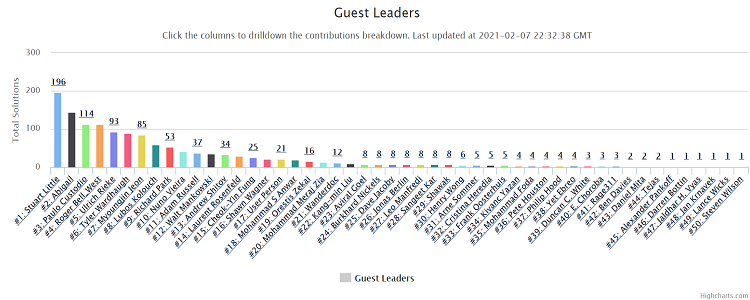 Guest Leaders
Click the columns to drilldown the contributions breakdown. Last updated at 2021-02-07 22:32:38 GMT
Total Solutions
300
200
100
0
196
114
93
85
53
37
34
25
21
16
12
8
8
8
8
8
8
8
6
5
5
5
4
4
4
4
4
3
3
3
2
2
2
1
1
1
1
1
1
#1: Stuart Little
#2: Abigail
#3: Paulo Custodio
#4: Roger Bell West
#5: Ulrich Rieke
#6: Tyler Wardhaugh
#7: Myoungjin Jeon
#8: Lubos Kolouch
#9: Richard Park
#10: Nuno Vieira
#11: Adam Russell
#12: Walt Mankowski
#13: Andrew Shitov
#14: Laurent Rosenfeld
#15: Cheok-Yin Fung
#16: Shawn Wagner
#17: User Person
#18: Mohammad S Anwar
#19: Orestis Zekai
#20: Mohammad Meraj Zia
#21: Wanderdoc
#22: Kang-min Liu
#23: Aviral Goel
#24: Burkhard Nickels
#25: Dave Jacoby
#26: Jonas Berlin
#27: Leo Manfredi
#28: Sangeet Kar
#29: Shawak
#30: Henry Wong
#31: Arne Sommer
#32: Cristina Heredia
#33: Frank Oosterhuis
#34: Kivanc Yazan
#35: Mohammad Foda
#36: Pete Houston
#37: Philip Hood
#38: Yet Ebreo
#39: Duncan C. White
#40: E. Choroba
#41: Rage311
#42: Ben Davies
#43: Daniel Mita
#44: Tejas
#45: Alexander Pankoff
#46: Darren Bottin
#47: Jaldhar H. Vyas
#48: Jan Krnavek
#49: Lance Wicks
#50: Steven Wilson
Guest Leaders
Highcharts.com